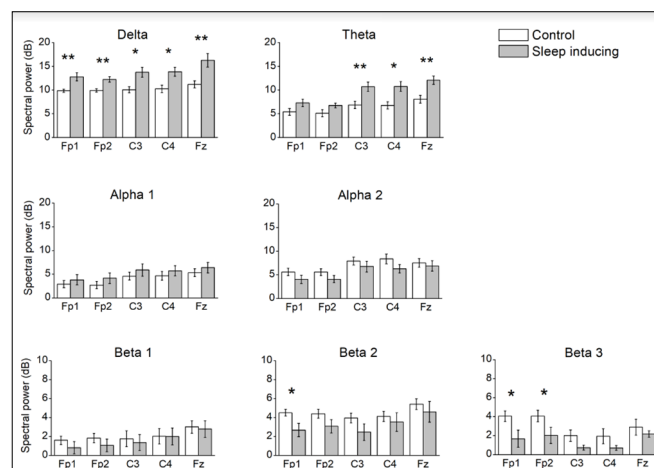 Delta
Theta
Control
Sleep inducing
Spectral power (dB)
20
15
10
5
0
** ** * * **
Fp1 Fp2 C3 C4 Fz
20
15
10
5
0
** * **
Fp1 Fp2 C3 C4 Fz
Alpha 1
Alpha 2
Spectral power (dB)
20
15
10
5
0
Fp1 Fp2 C3 C4 Fz
20
15
10
5
0
Fp1 Fp2 C3 C4 Fz
Beta 1
Beta 2
Beta 3
Spectral power (dB)
10
8
6
4
2
0
Fp1 Fp2 C3 C4 Fz
10
8
6
4
2
0
*
Fp1 Fp2 C3 C4 Fz
10
8
6
4
2
0
* *
Fp1 Fp2 C3 C4 Fz